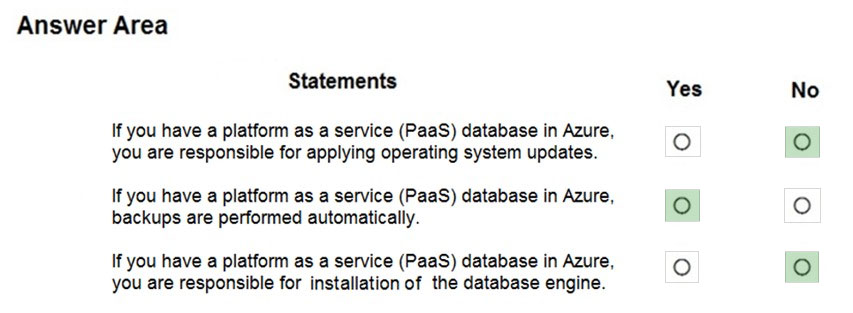 Answer Area
Statements
Yes
No
If you have a platform as a service (PaaS) database in Azure,
you are responsible for applying operating system updates.
If you have a platform as a service (PaaS) database in Azure,
backups are performed automatically.
If you have a platform as a service (PaaS) database in Azure,
you are responsible for installation of the database engine.